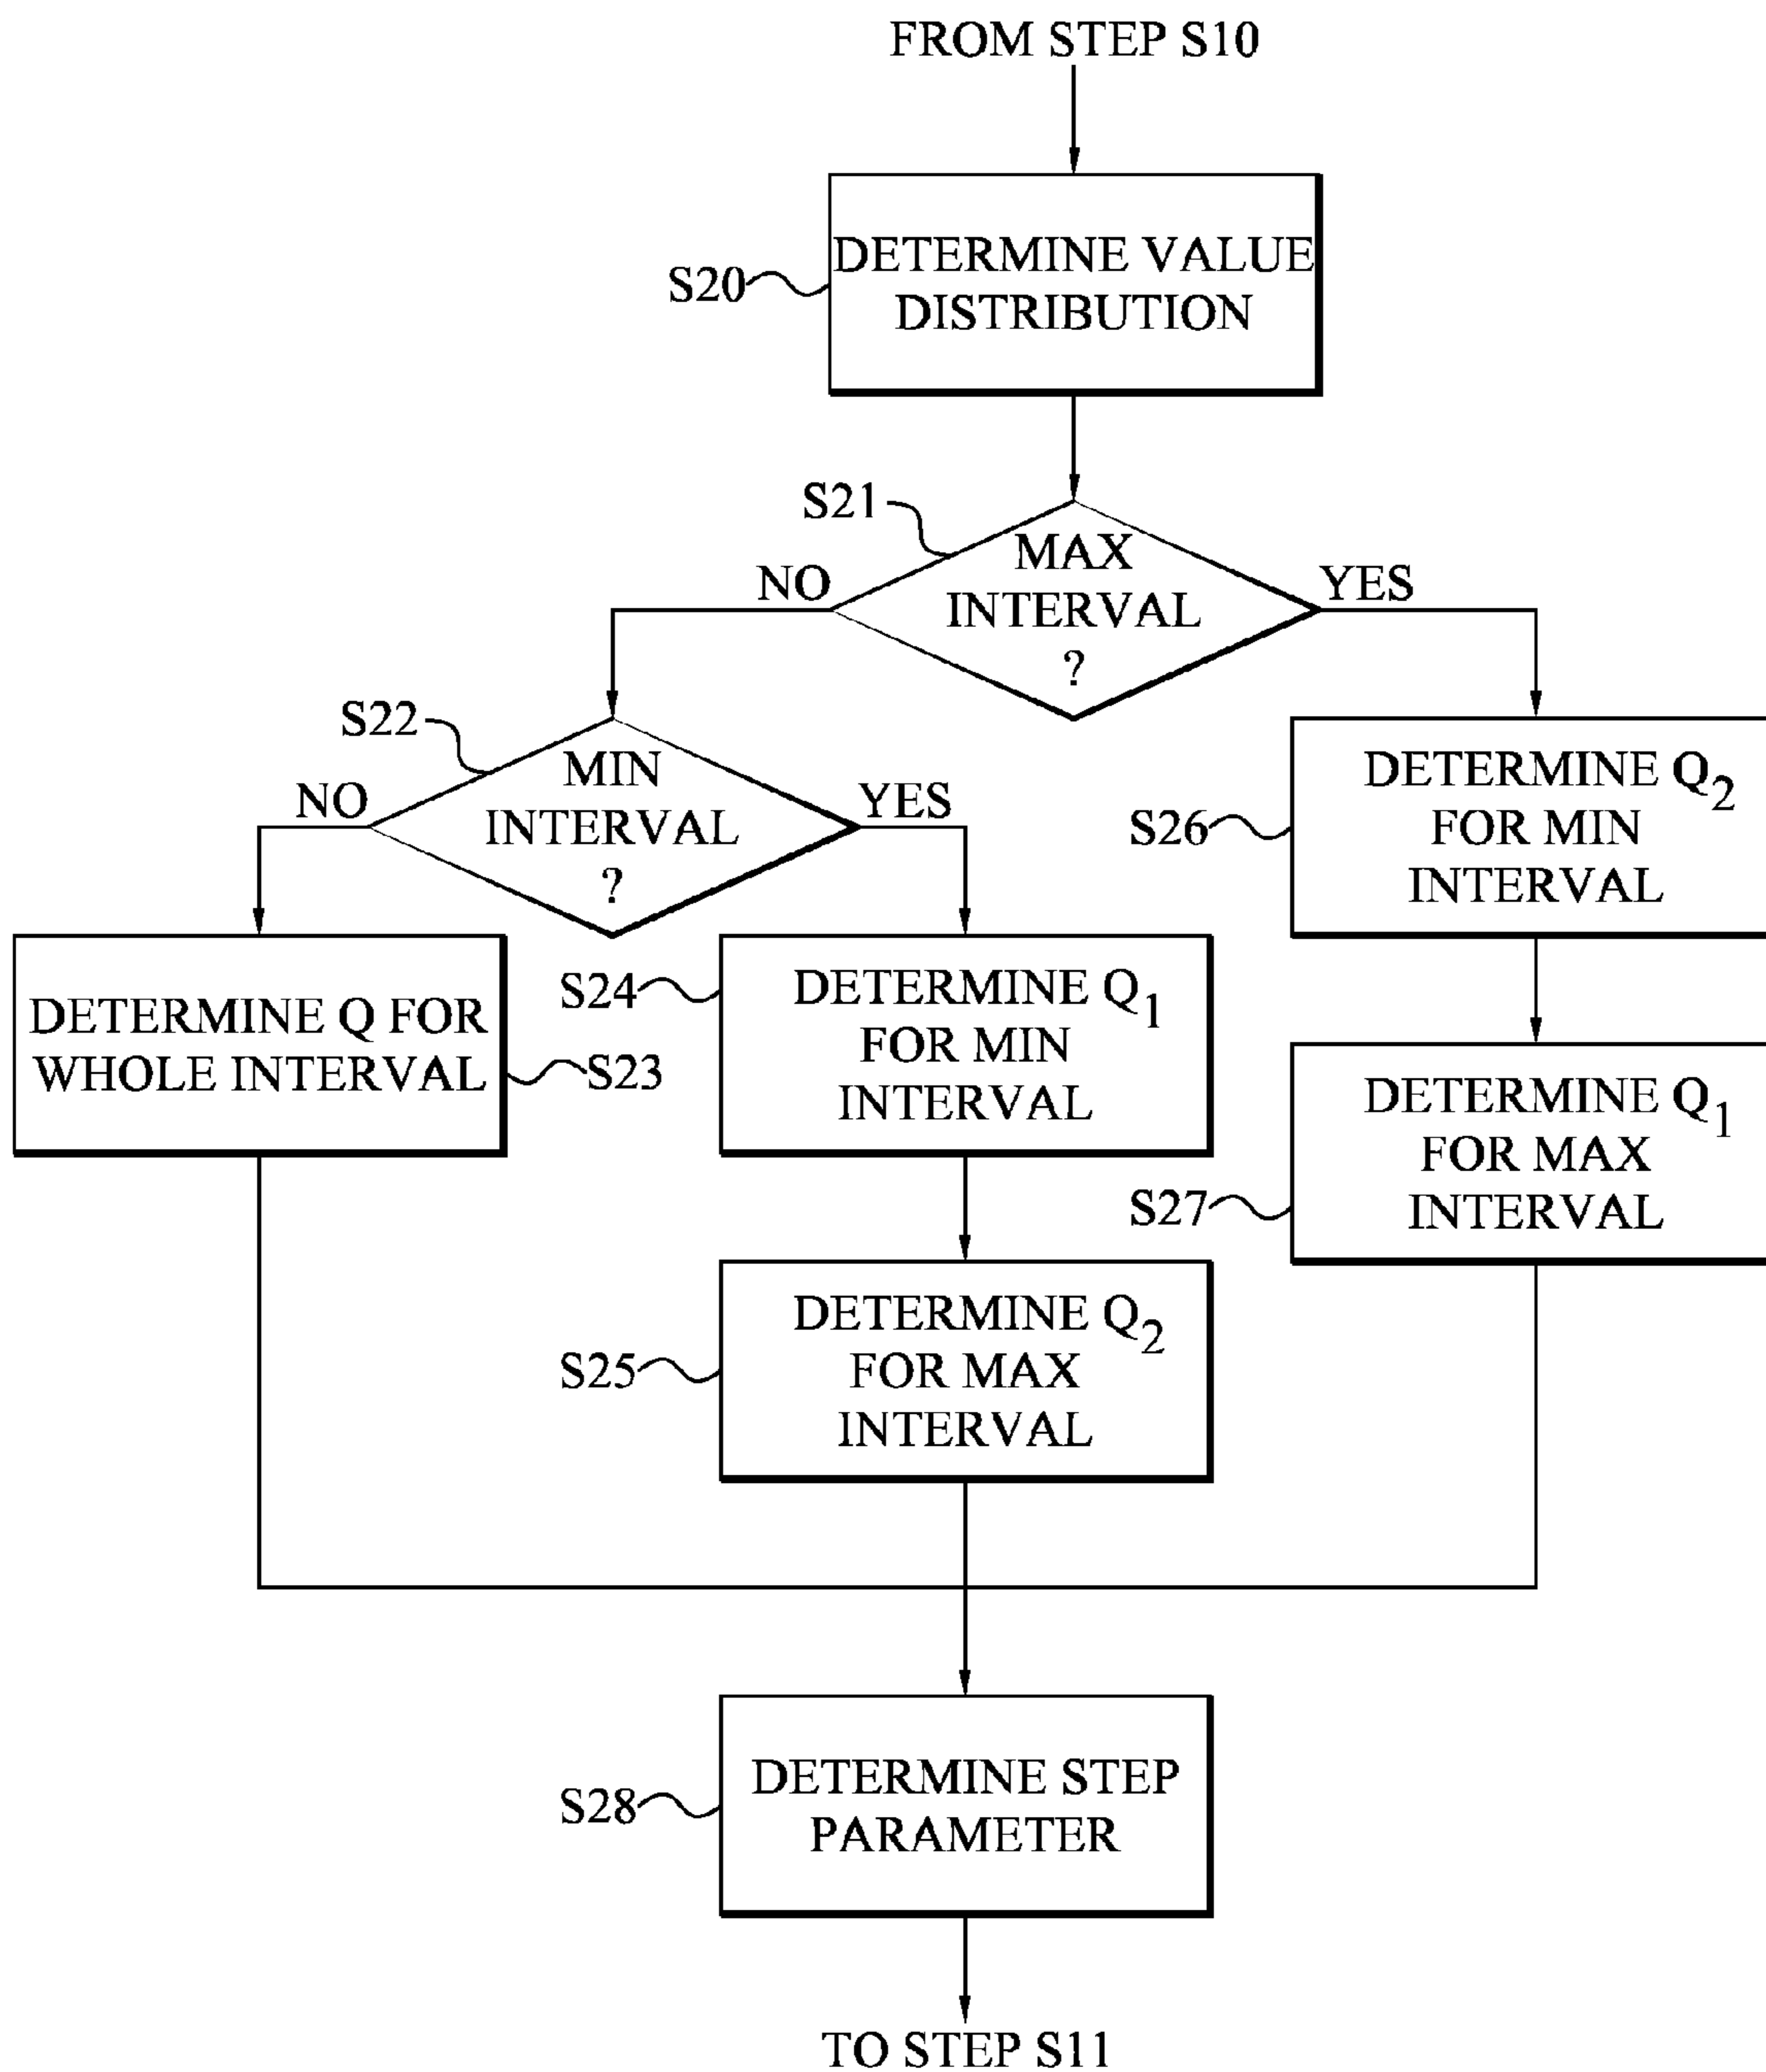 FROM STEP S10
S20
DETERMINE VALUE
DISTRIBUTION
S21
MAX
INTERVAL
?
NO
YES
S22
MIN
INTERVAL
?
NO
YES
DETERMINE Q₂
FOR MIN
INTERVAL
S26
DETERMINE Q FOR
WHOLE INTERVAL
S23
S24
DETERMINE Q₁
FOR MIN
INTERVAL
DETERMINE Q₁
FOR MAX
INTERVAL
S27
S25
DETERMINE Q₂
FOR MAX
INTERVAL
S28
DETERMINE STEP
PARAMETER
TO STEP S11